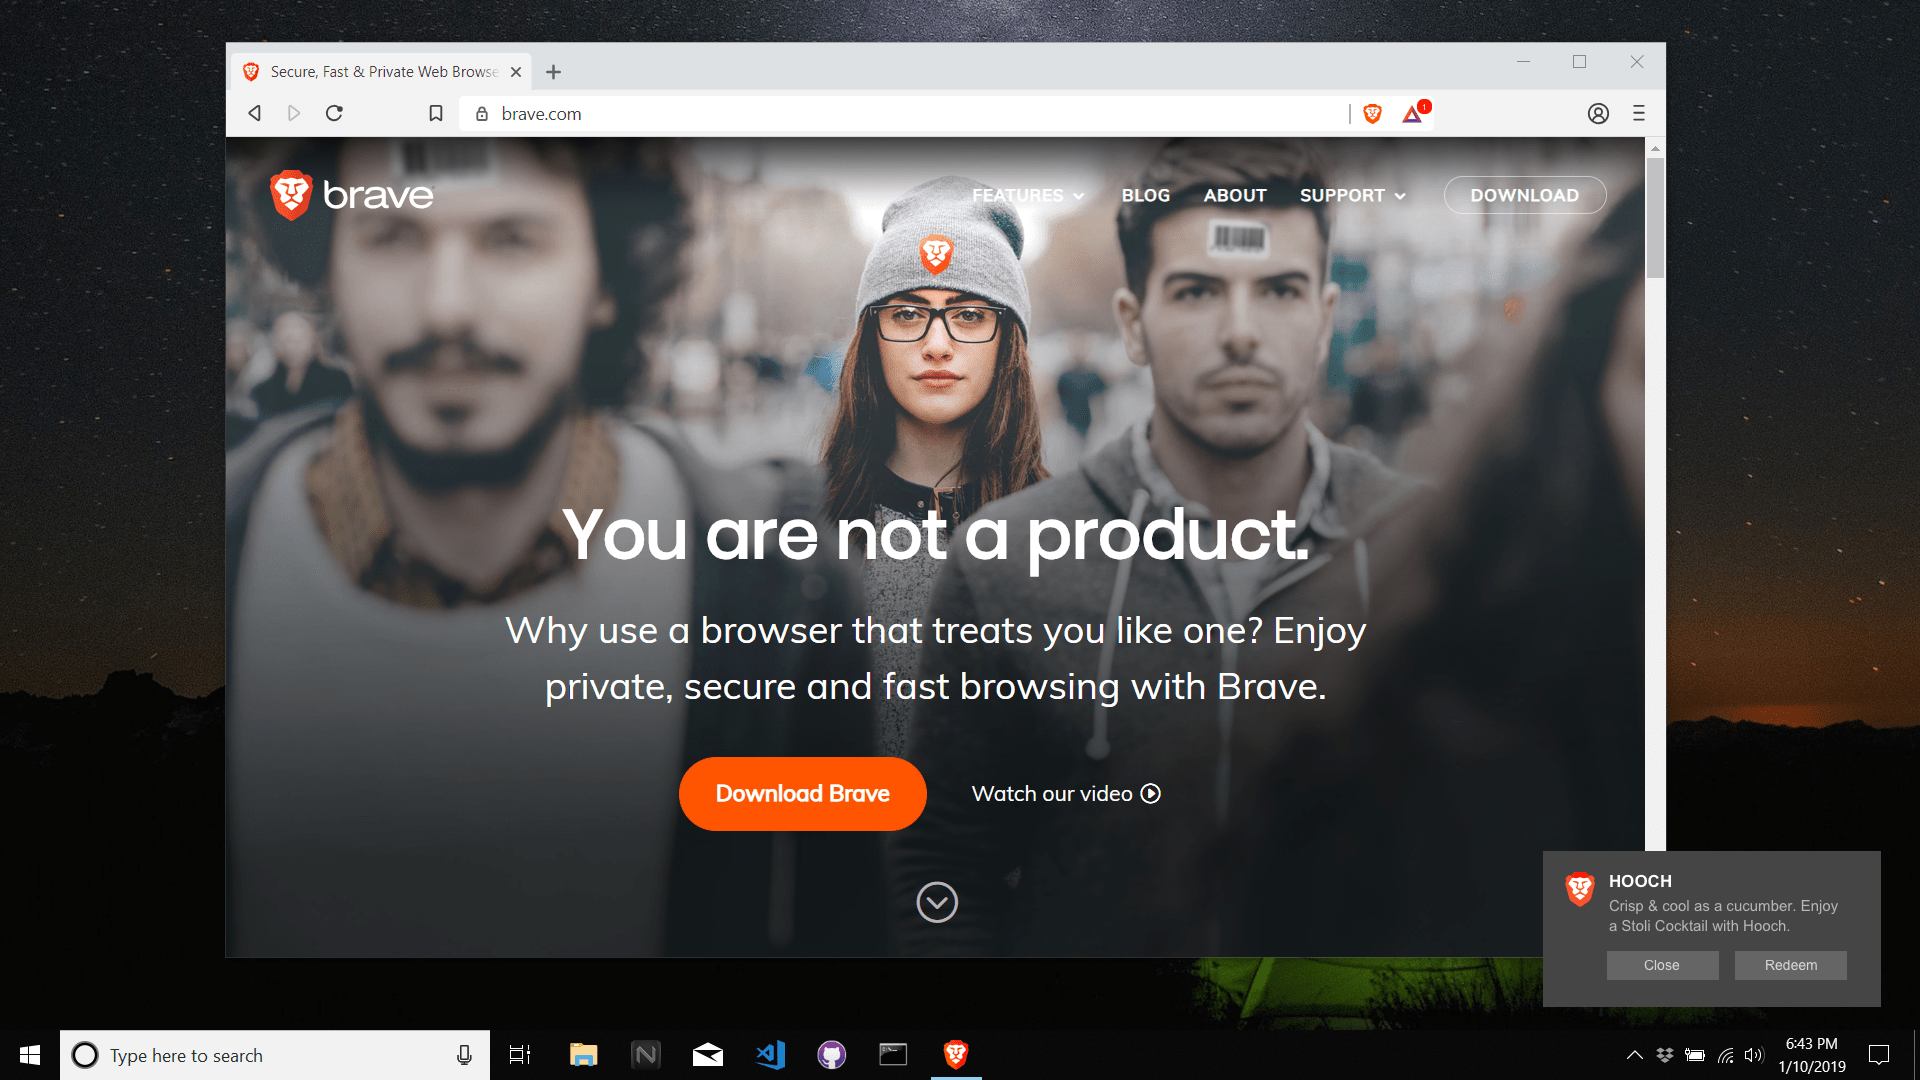 Secure, Fast & Private Web Browse
brave.com
1
brave
FEATURES BLOG ABOUT SUPPORT DOWNLOAD
You are not a product.
Why use a browser that treats you like one? Enjoy
private, secure and fast browsing with Brave.
Download Brave Watch our video
HOOCH
Crisp & cool as a cucumber. Enjoy
a Stoli Cocktail with Hooch.
Close Redeem
Type here to search
N
6:43 PM
1/10/2019